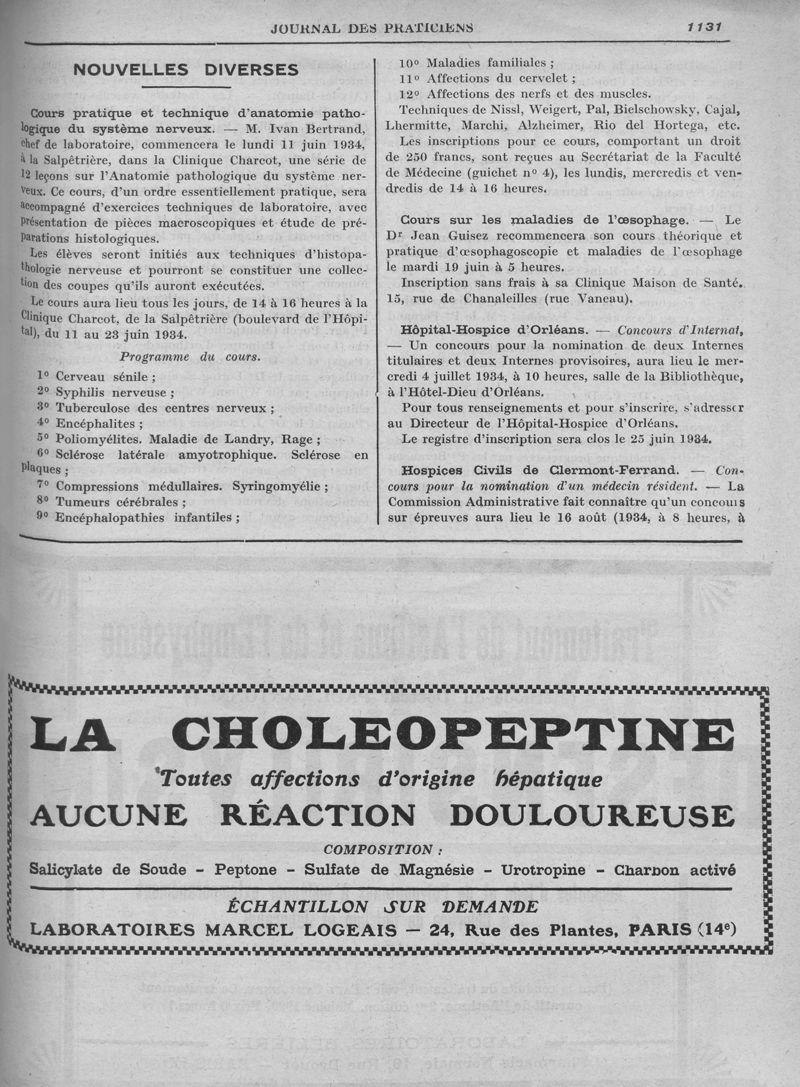 JOURNAL DES PRATICIENS 1131
NOUVELLES DIVERSES
Cours pratique et technique d'anatomie patho-
logique du système nerveux. — M. Ivan Bertrand,
chef de laboratoire, commencera le lundi 11 juin 1934,
à la Salpêtrière, dans la Clinique Charcot, une série de
12 leçons sur l'Anatomie pathologique du système ner-
veux. Ce cours, d'un ordre essentiellement pratique, sera
accompagné d'exercices techniques de laboratoire, avec
présentation de pièces macroscopiques et étude de pré-
parations histologiques.
Les élèves seront initiés aux techniques d'histopa-
thologie nerveuse et pourront se constituer une collec-
tion des coupes qu'ils auront exécutées.
Le cours aura lieu tous les jours, de 14 à 16 heures à la
Clinique Charcot, de la Salpêtrière (boulevard de l'Hôpi-
tal), du 11 au 23 juin 1934.
Programme du cours.
1º Cerveau sénile ;
2º Syphilis nerveuse ;
3º Tuberculose des centres nerveux ;
4º Encéphalites ;
5º Poliomyélites. Maladie de Landry, Rage ;
6º Sclérose latérale amyotrophique. Sclérose en
plaques ;
7º Compressions médullaires. Syringomyélie ;
8º Tumeurs cérébrales ;
9º Encéphalopathies infantiles ;
10º Maladies familiales ;
11º Affections du cervelet ;
12º Affections des nerfs et des muscles.
Techniques de Nissl, Weigert, Pal, Bielschowsky, Cajal,
Lhermitte, Marchi, Alzheimer, Rio del Hortega, etc.
Les inscriptions pour ce cours, comportant un droit
de 250 francs, sont reçues au Secrétariat de la Faculté
de Médecine (guichet nº 4), les lundis, mercredis et ven-
dredis de 14 à 16 heures.
Cours sur les maladies de l'œsophage. — Le
Dr Jean Guisez recommencera son cours théorique et
pratique d'œsophagoscopie et maladies de l'œsophage
le mardi 19 juin à 5 heures.
Inscription sans frais à sa Clinique Maison de Santé.
15, rue de Chanaleilles (rue Vaneau).
Hôpital-Hospice d'Orléans. — Concours d'Internat,
— Un concours pour la nomination de deux Internes
titulaires et deux Internes provisoires, aura lieu le mer-
credi 4 juillet 1934, à 10 heures, salle de la Bibliothèque,
à l'Hôtel-Dieu d'Orléans.
Pour tous renseignements et pour s'inscrire, s'adresser
au Directeur de l'Hôpital-Hospice d'Orléans.
Le registre d'inscription sera clos le 25 juin 1934.
Hospices Civils de Clermont-Ferrand. — Con-
cours pour la nomination d'un médecin résident. — La
Commission Administrative fait connaître qu'un concours
sur épreuves aura lieu le 16 août (1934, à 8 heures, à
LA CHOLEOPEPTINE
Toutes affections d'origine hépatique
AUCUNE RÉACTION DOULOUREUSE
COMPOSITION :
Salicylate de Soude - Peptone - Sulfate de Magnésie - Urotropine - Charbon activé
ÉCHANTILLON SUR DEMANDE
LABORATOIRES MARCEL LOGEAIS — 24, Rue des Plantes, PARIS (14e)